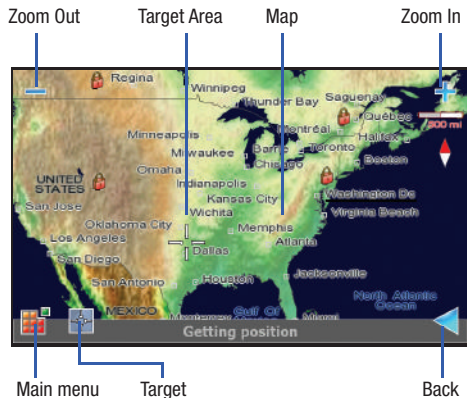 Zoom Out Target Area Map Zoom In
Regina
Winnipeg
Thunder Bay
Saguenay
Québec
Montréal
Halifax
Minneapolis
Barrie
Toronto
Milwaukee
Chicago
Boston
Omaha
UNITED
STATES
Indianapolis
Kansas City
Washington Dc
San Jose
Wichita
Virginia Beach
Oklahoma City
Memphis
Los Angeles
Atlanta
Dallas
San Diego
San Antonio
Houston
Jacksonville
North Atlantic
Ocean
MEXICO
Monterrey
Gulf Of
Miami
Getting position
Main menu Target Back